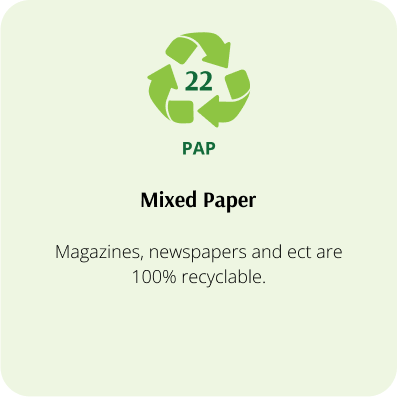 22
PAP
Mixed Paper
Magazines, newspapers and ect are
100% recyclable.